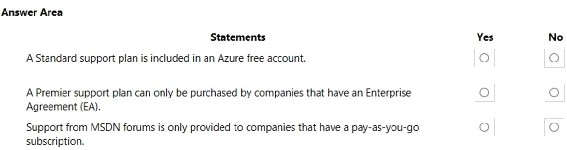 Answer Area
Statements Yes No
A Standard support plan is included in an Azure free account.
A Premier support plan can only be purchased by companies that have an Enterprise
Agreement (EA).
Support from MSDN forums is only provided to companies that have a pay-as-you-go
subscription.